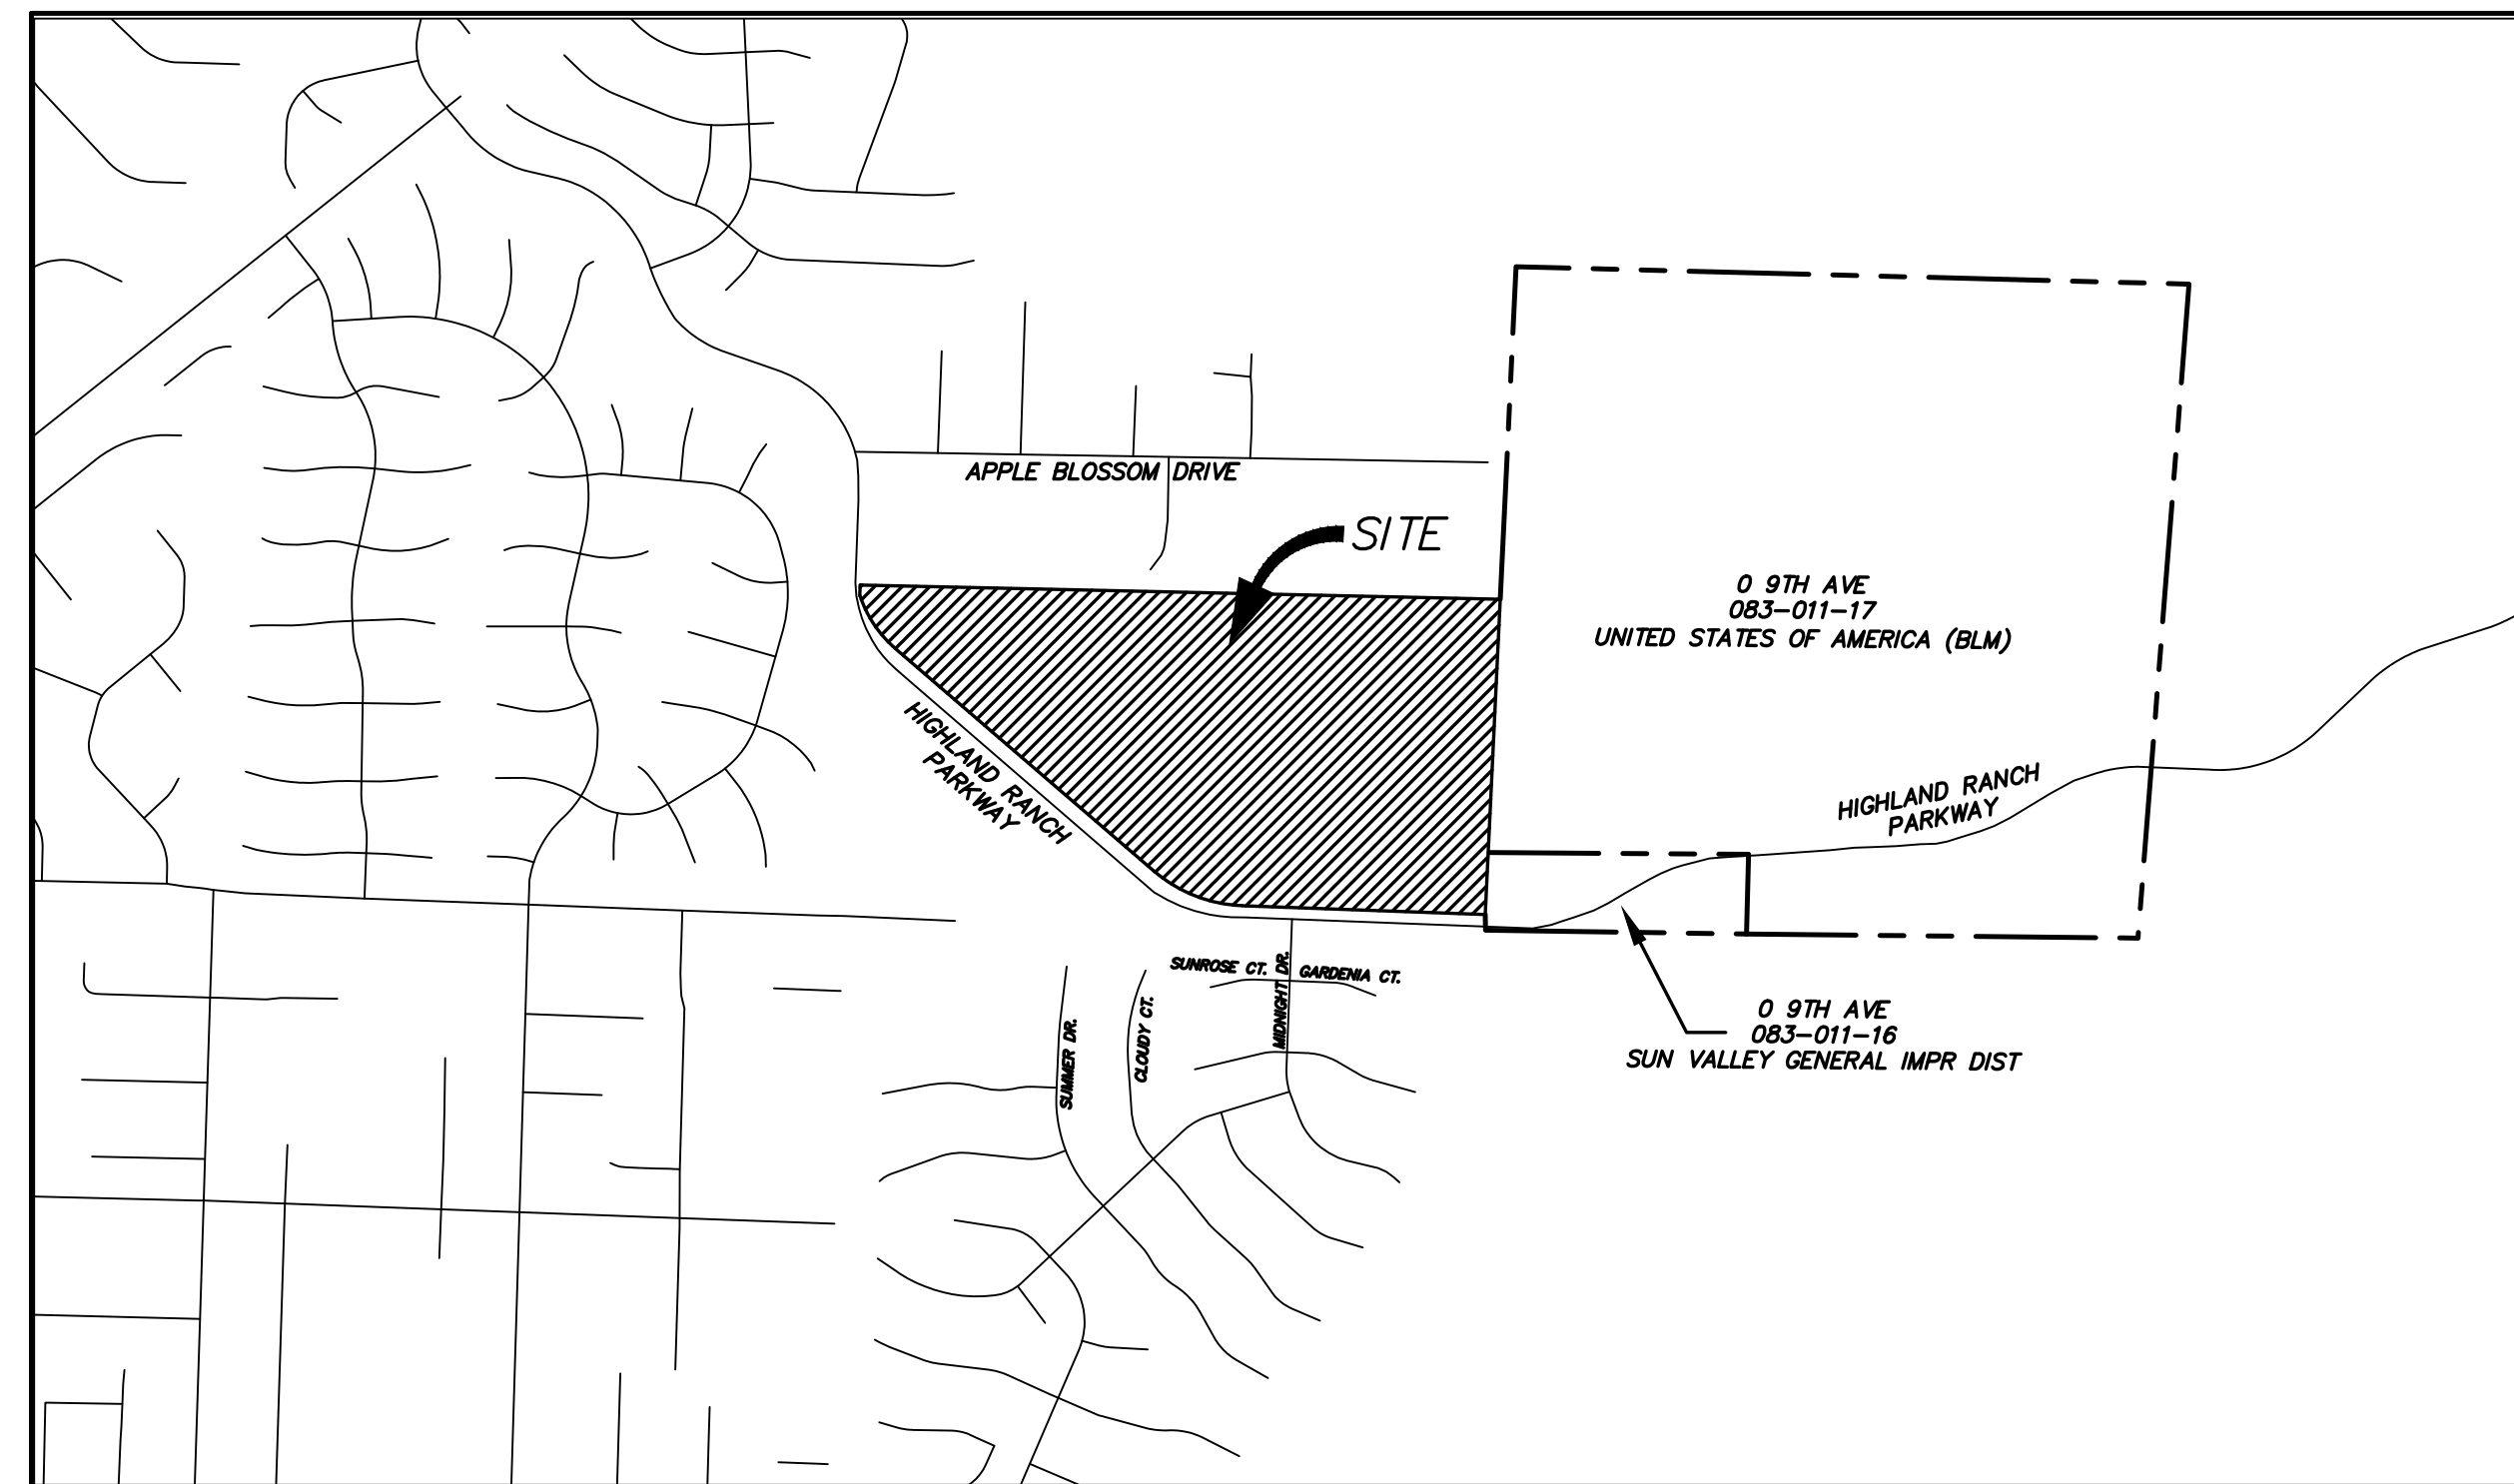 APPLE BLOSSOM DRIVE
SITE
0 9TH AVE
083-011-17
UNITED STATES OF AMERICA (BLM)
HIGHLAND RANCH
PARKWAY
HIGHLAND RANCH
PARKWAY
SUNROSE CT.
MIDNIGHT DR.
GARDENIA CT.
SUMMER DR.
CLOUDY CT.
0 9TH AVE
083-011-16
SUN VALLEY GENERAL IMPR DIST